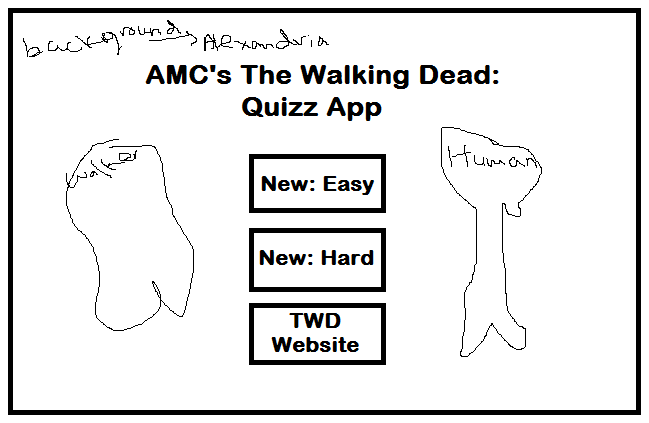 background → Alexandria
AMC's The Walking Dead:
Quizz App
Walker
Human
New: Easy
New: Hard
TWD
Website